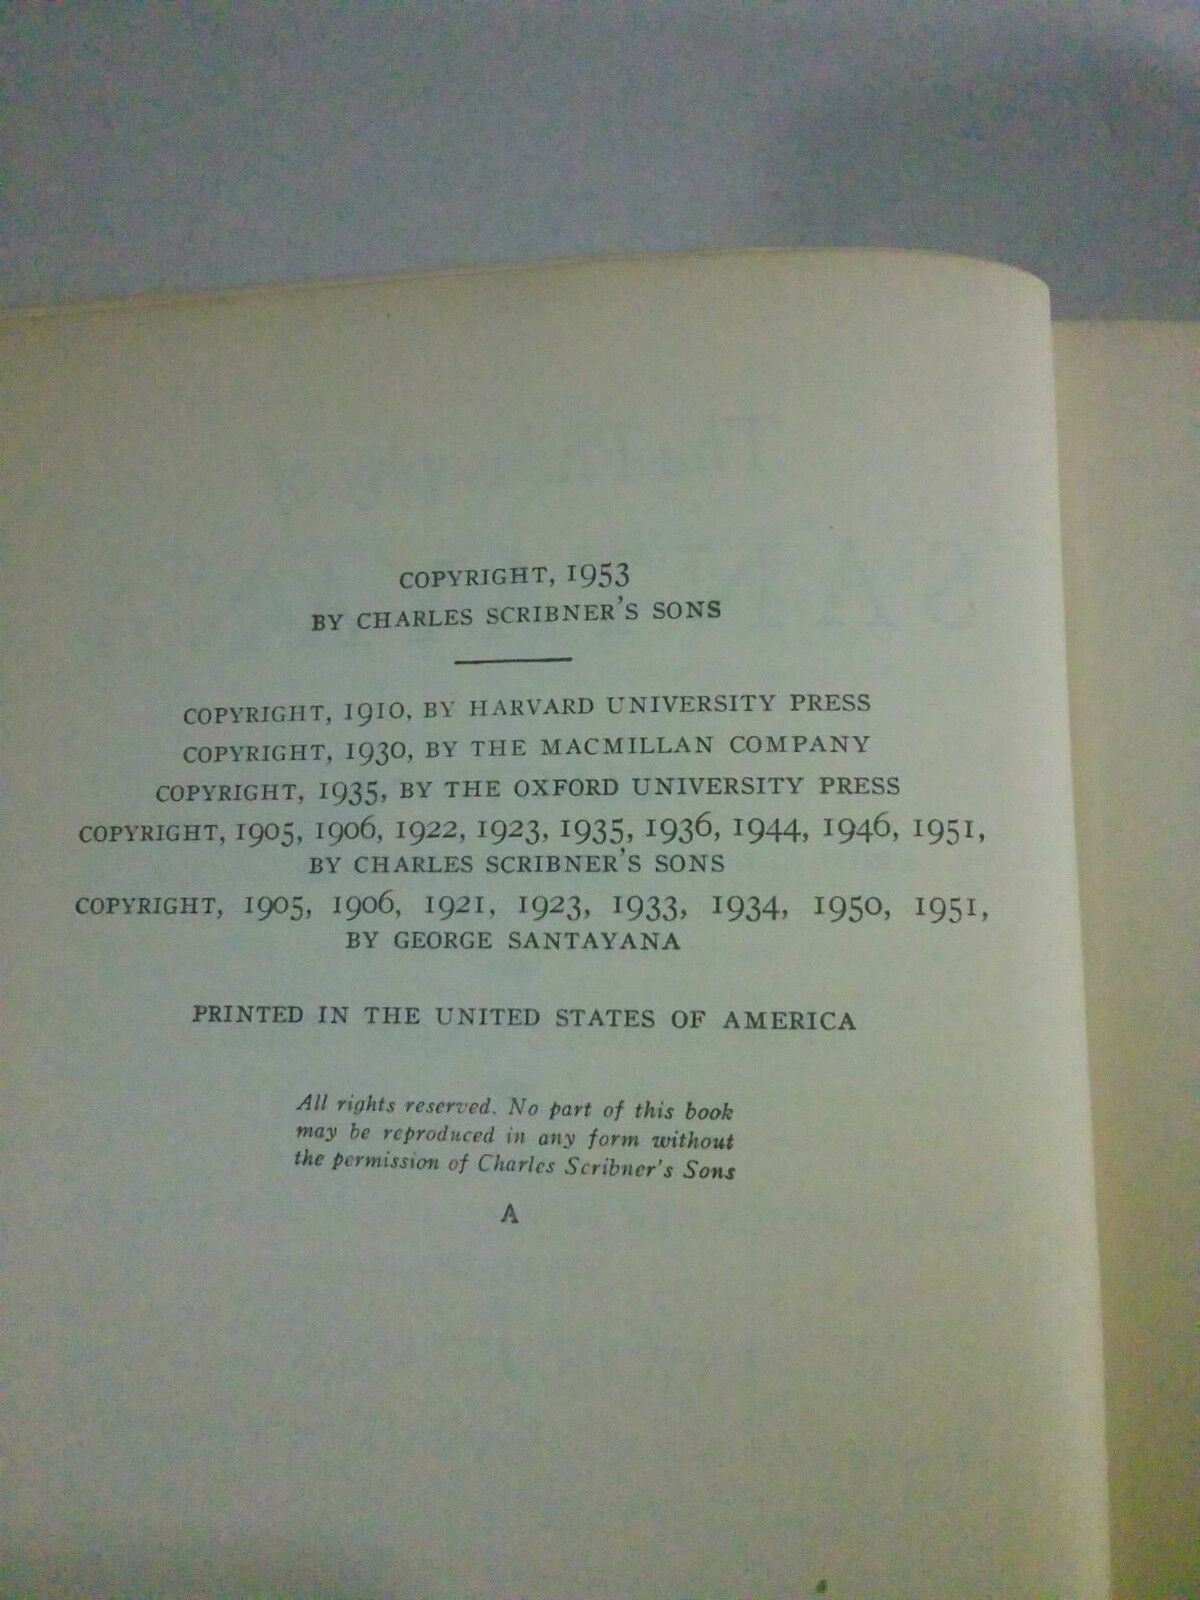 COPYRIGHT, 1953
BY CHARLES SCRIBNER'S SONS
COPYRIGHT, 1910, BY HARVARD UNIVERSITY PRESS
COPYRIGHT, 1930, BY THE MACMILLAN COMPANY
COPYRIGHT, 1935, BY THE OXFORD UNIVERSITY PRESS
COPYRIGHT, 1905, 1906, 1922, 1923, 1935, 1936, 1944, 1946, 1951,
BY CHARLES SCRIBNER'S SONS
COPYRIGHT, 1905, 1906, 1921, 1923, 1933, 1934, 1950, 1951,
BY GEORGE SANTAYANA
PRINTED IN THE UNITED STATES OF AMERICA
All rights reserved. No part of this book
may be reproduced in any form without
the permission of Charles Scribner's Sons
A